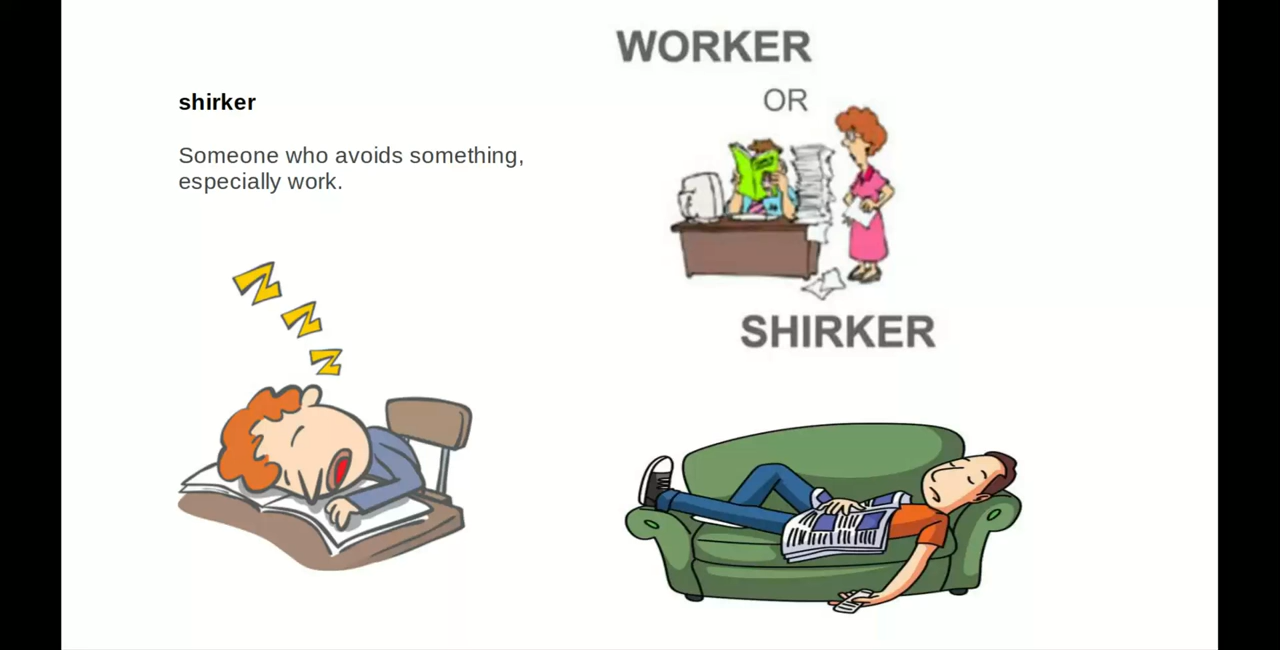 shirker
Someone who avoids something,
especially work.
WORKER
OR
SHIRKER
Z
Z
Z